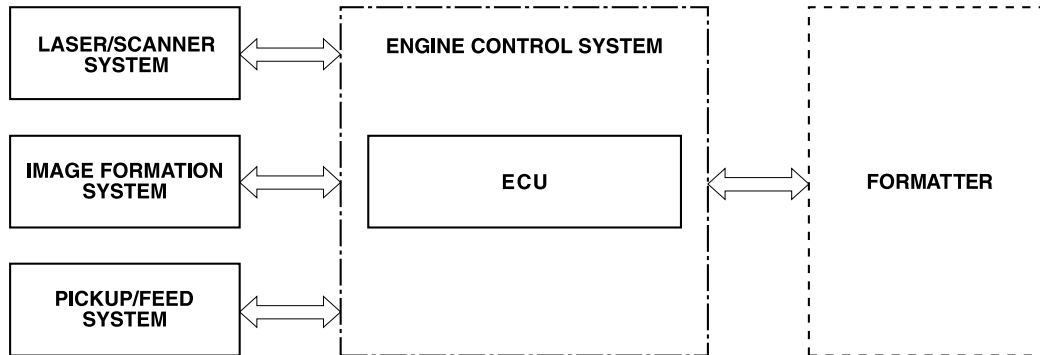 LASER/SCANNER
SYSTEM
ENGINE CONTROL SYSTEM
IMAGE FORMATION
SYSTEM
ECU
FORMATTER
PICKUP/FEED
SYSTEM